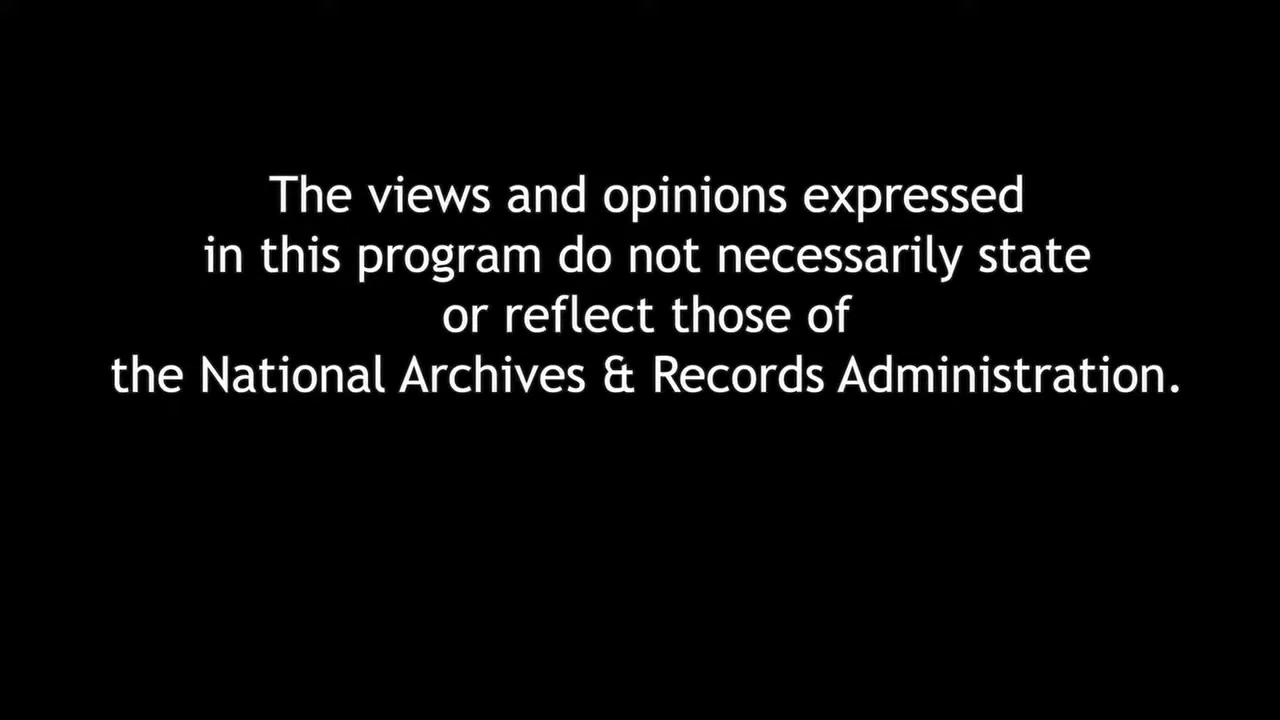 The views and opinions expressed
in this program do not necessarily state
or reflect those of
the National Archives & Records Administration.